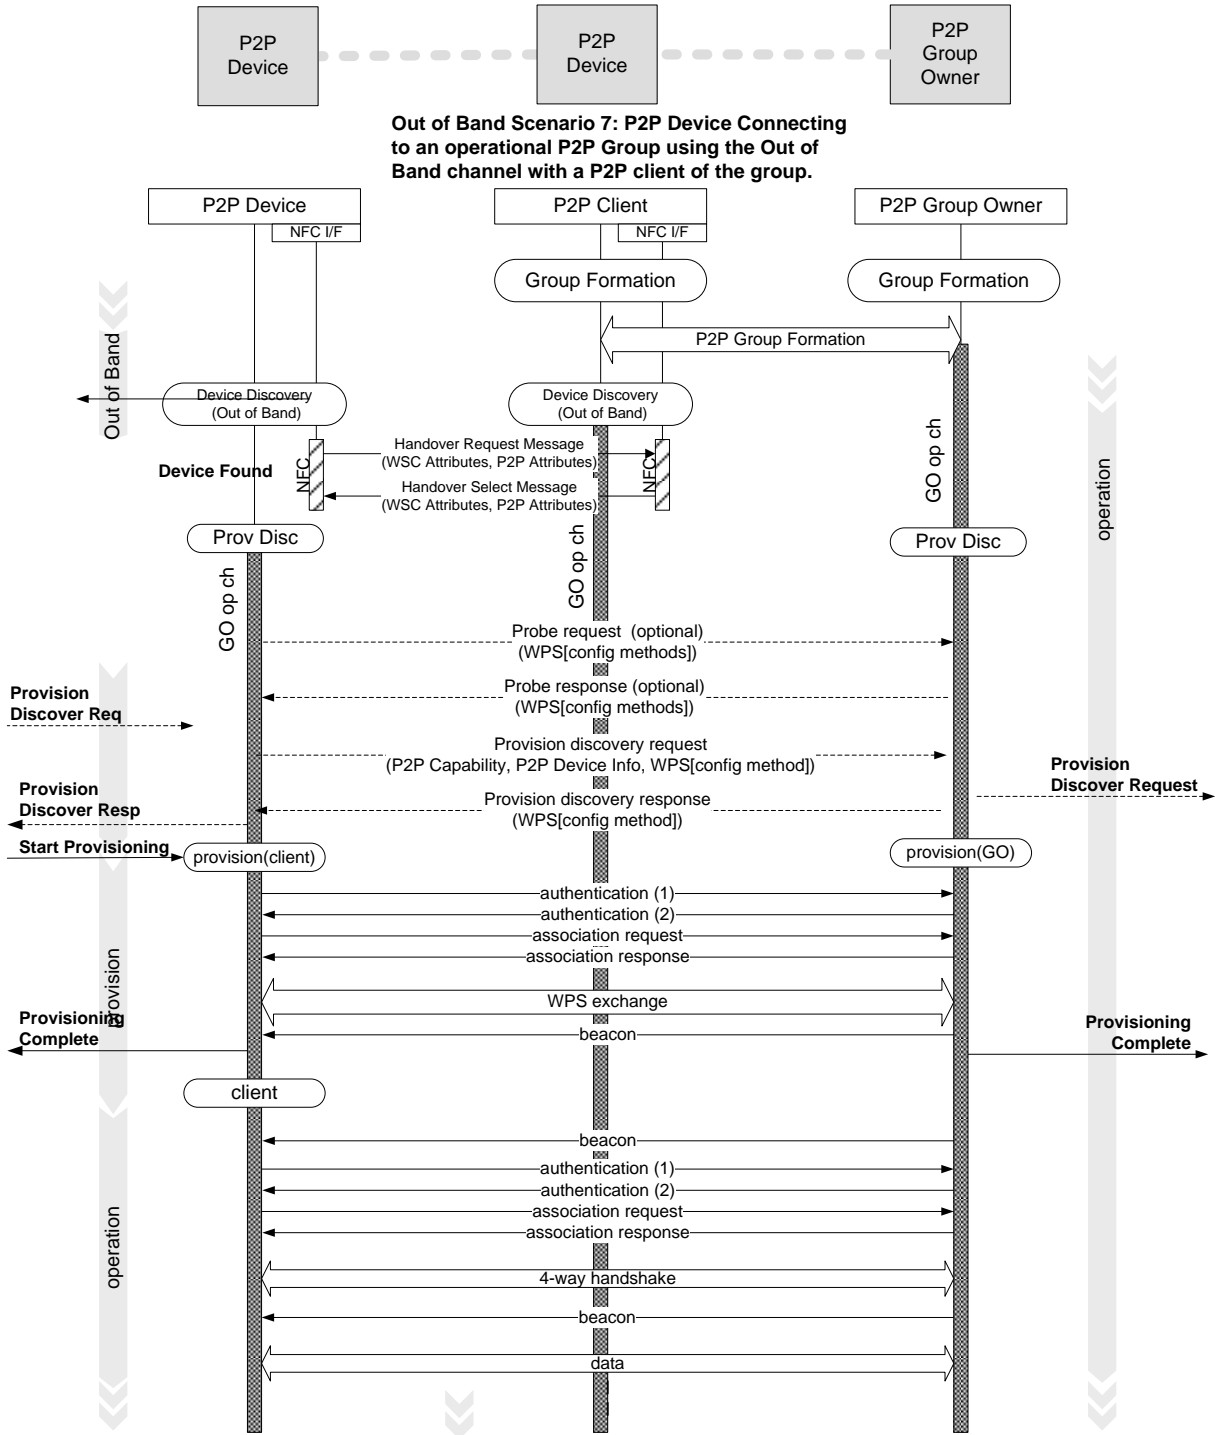 P2P
Device
P2P
Device
P2P
Group
Owner
Out of Band Scenario 7: P2P Device Connecting
to an operational P2P Group using the Out of
Band channel with a P2P client of the group.
P2P Device
NFC I/F
P2P Client
NFC I/F
P2P Group Owner
Group Formation
Group Formation
P2P Group Formation
Out of Band
Device Discovery
(Out of Band)
Device Discovery
(Out of Band)
GO op ch
operation
Device Found
NFC
Handover Request Message
(WSC Attributes, P2P Attributes)
NFC
Handover Select Message
(WSC Attributes, P2P Attributes)
Prov Disc
Prov Disc
GO op ch
GO op ch
Probe request (optional)
(WPS[config methods])
Probe response (optional)
(WPS[config methods])
Provision
Discover Req
Provision discovery request
(P2P Capability, P2P Device Info, WPS[config method])
Provision
Discover Request
Provision
Discover Resp
Provision discovery response
(WPS[config method])
Start Provisioning
provision(client)
provision(GO)
authentication (1)
authentication (2)
association request
association response
provision
WPS exchange
Provisioning
Complete
beacon
Provisioning
Complete
client
beacon
authentication (1)
authentication (2)
association request
association response
operation
4-way handshake
beacon
data